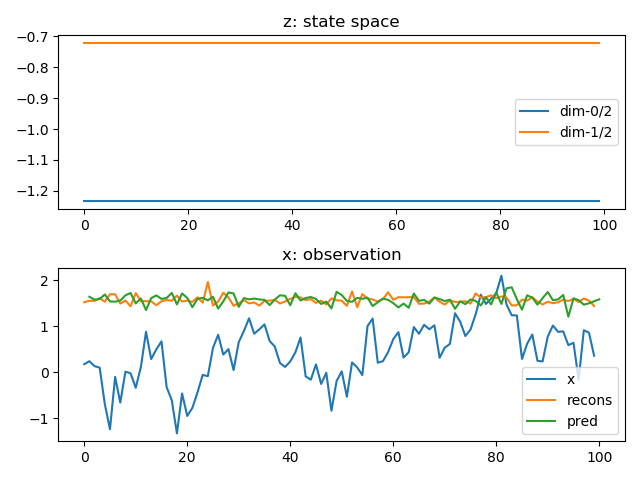 z: state space
−0.7
−0.8
−0.9
−1.0
−1.1
−1.2
dim-0/2
dim-1/2
0 20 40 60 80 100
x: observation
2
1
0
−1
x
recons
pred
0 20 40 60 80 100